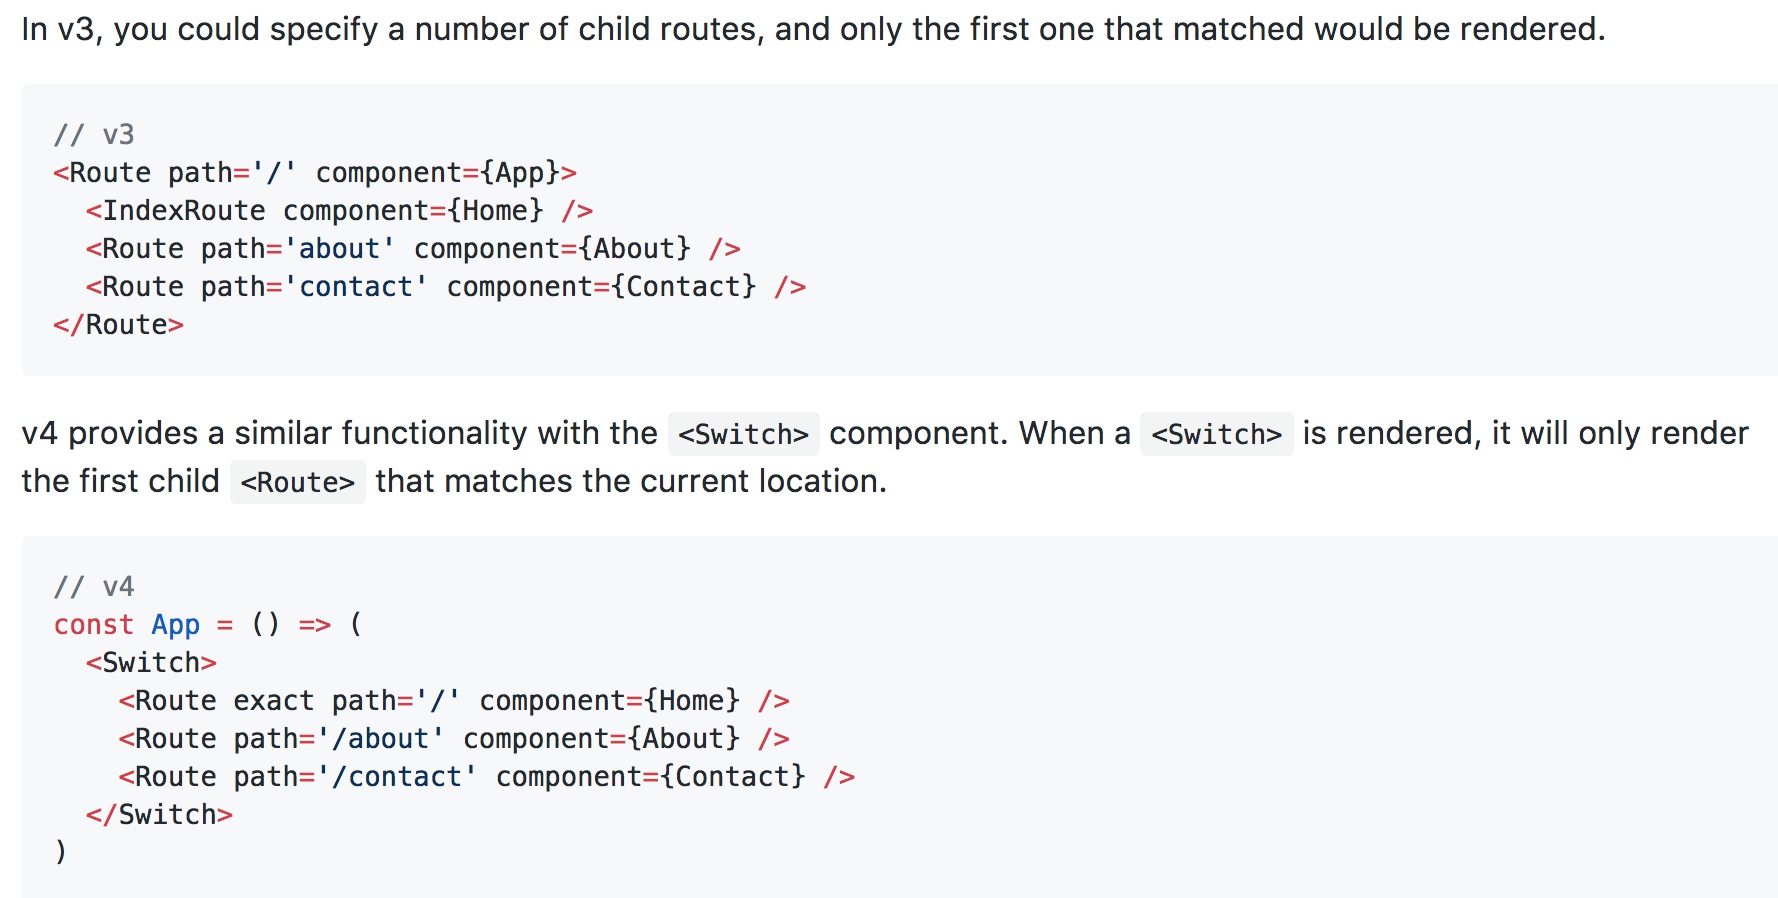 In v3, you could specify a number of child routes, and only the first one that matched would be rendered.
// v3
<Route path='/' component={App}>
  <IndexRoute component={Home} />
  <Route path='about' component={About} />
  <Route path='contact' component={Contact} />
</Route>
v4 provides a similar functionality with the <Switch> component. When a <Switch> is rendered, it will only render
the first child <Route> that matches the current location.
// v4
const App = () => (
  <Switch>
    <Route exact path='/' component={Home} />
    <Route path='/about' component={About} />
    <Route path='/contact' component={Contact} />
  </Switch>
)